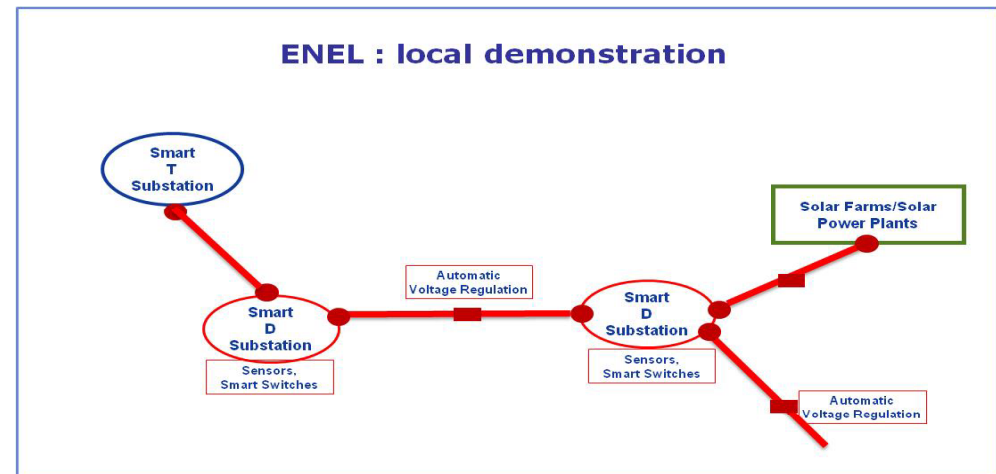 ENEL : local demonstration
Smart
T
Substation
Solar Farms/Solar
Power Plants
Automatic
Voltage Regulation
Smart
D
Substation
Smart
D
Substation
Sensors,
Smart Switches
Sensors,
Smart Switches
Automatic
Voltage Regulation